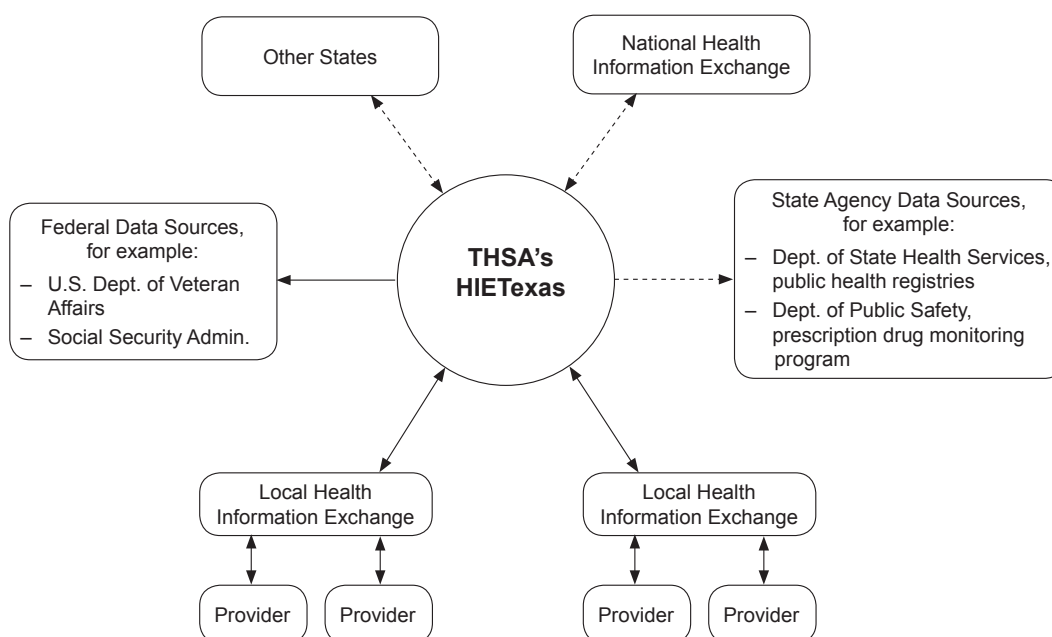 Other States
National Health
Information Exchange
Federal Data Sources,
for example:
– U.S. Dept. of Veteran
Affairs
– Social Security Admin.
THSA’s
HIETexas
State Agency Data Sources,
for example:
– Dept. of State Health Services,
public health registries
– Dept. of Public Safety,
prescription drug monitoring
program
Local Health
Information Exchange
Local Health
Information Exchange
Provider
Provider
Provider
Provider